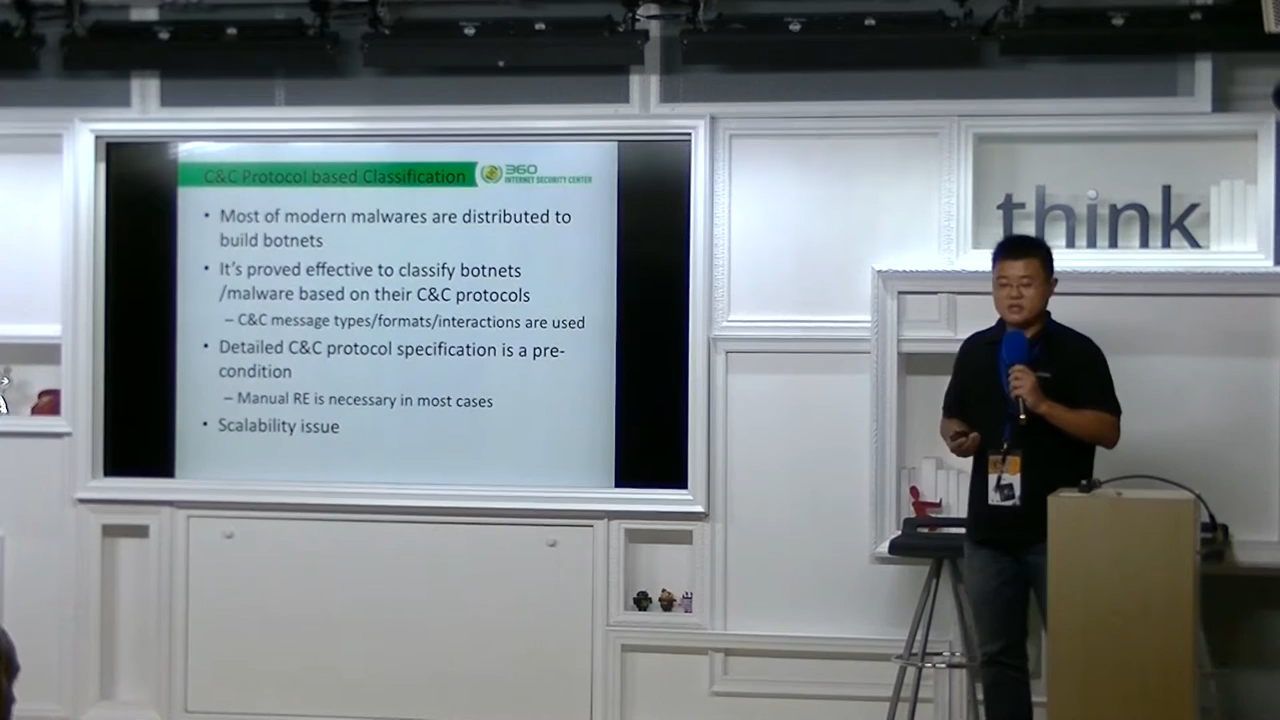 C&C Protocol based Classification
360
INTERNET SECURITY CENTER
• Most of modern malwares are distributed to
build botnets
• It's proved effective to classify botnets
/malware based on their C&C protocols
– C&C message types/formats/interactions are used
• Detailed C&C protocol specification is a pre-
condition
– Manual RE is necessary in most cases
• Scalability issue
think